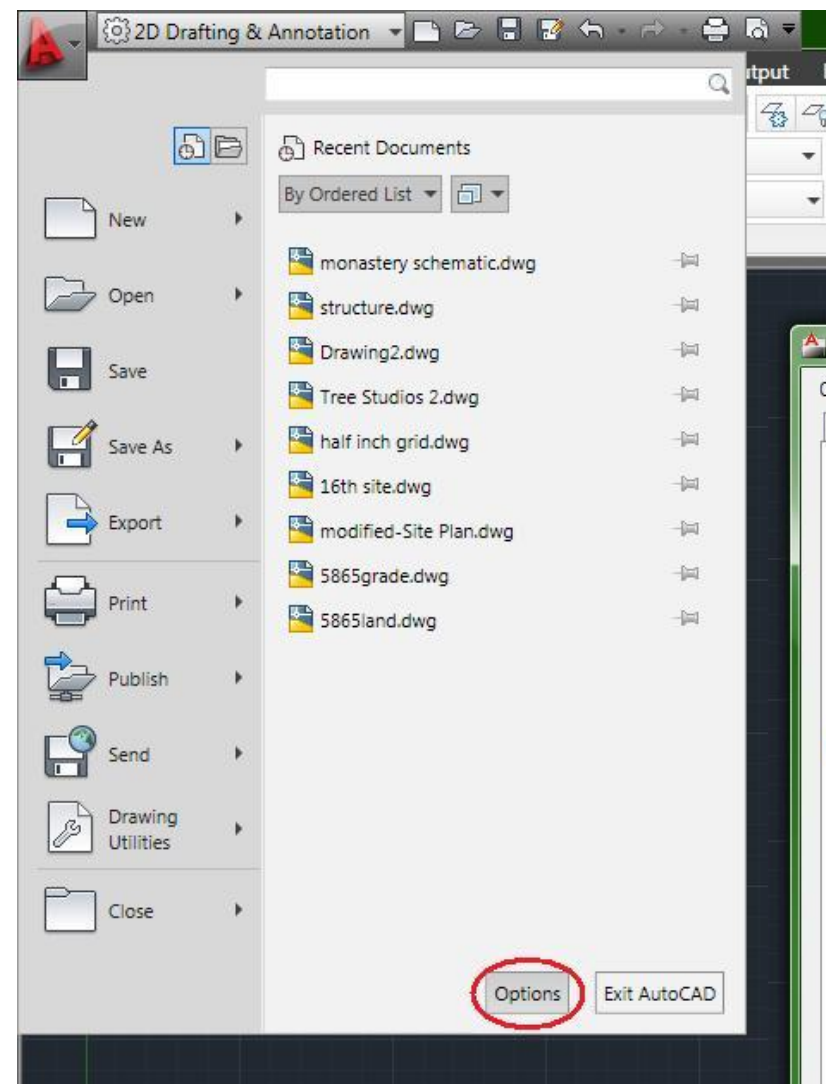 2D Drafting & Annotation
tput
Recent Documents
By Ordered List
New
Open
Save
Save As
Export
Print
Publish
Send
Drawing
Utilities
Close
monastery schematic.dwg
structure.dwg
Drawing2.dwg
Tree Studios 2.dwg
half inch grid.dwg
16th site.dwg
modified-Site Plan.dwg
5865grade.dwg
5865land.dwg
Options
Exit AutoCAD